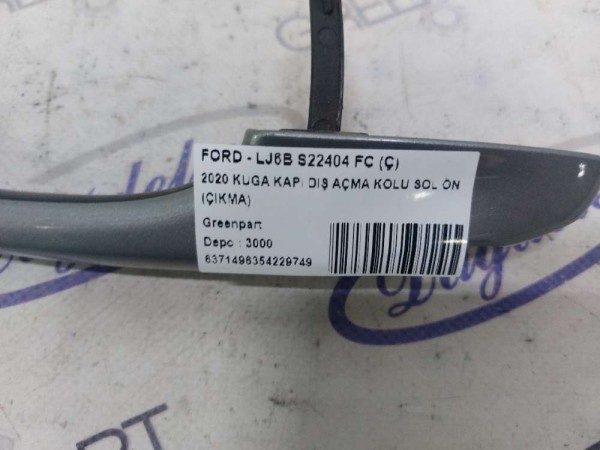 FORD - LJ6B S22404 FC (Ç)
2020 KUGA KAPI DIŞ AÇMA KOLU SOL ÖN
(ÇIKMA)
Greenpart
Depo : 3000
6371498354229749